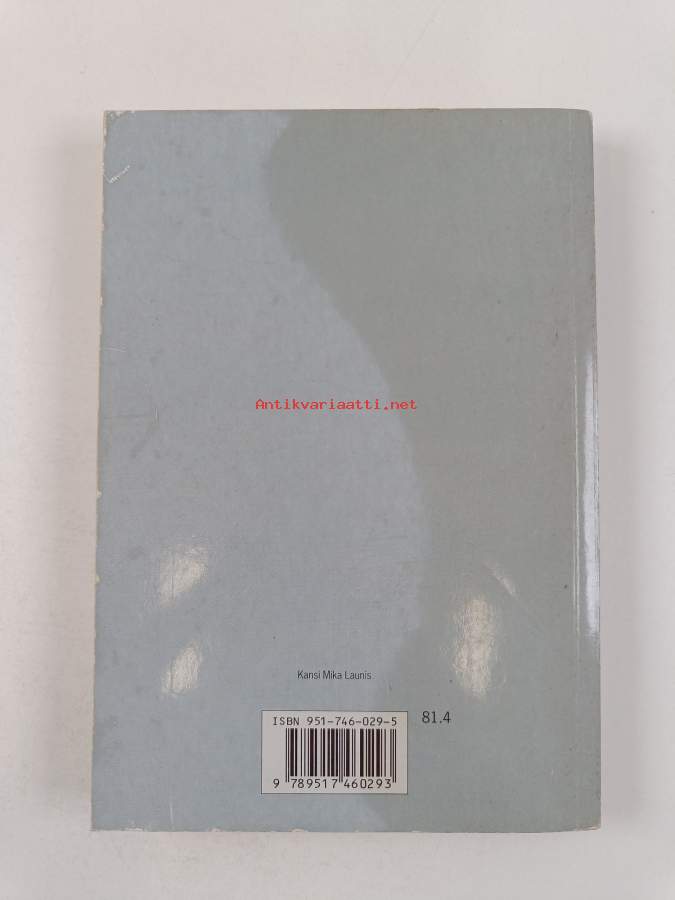 Antikvariaatti.net
Kansi Mika Launis
ISBN 951-746-029-5
81.4
9 789517 460293